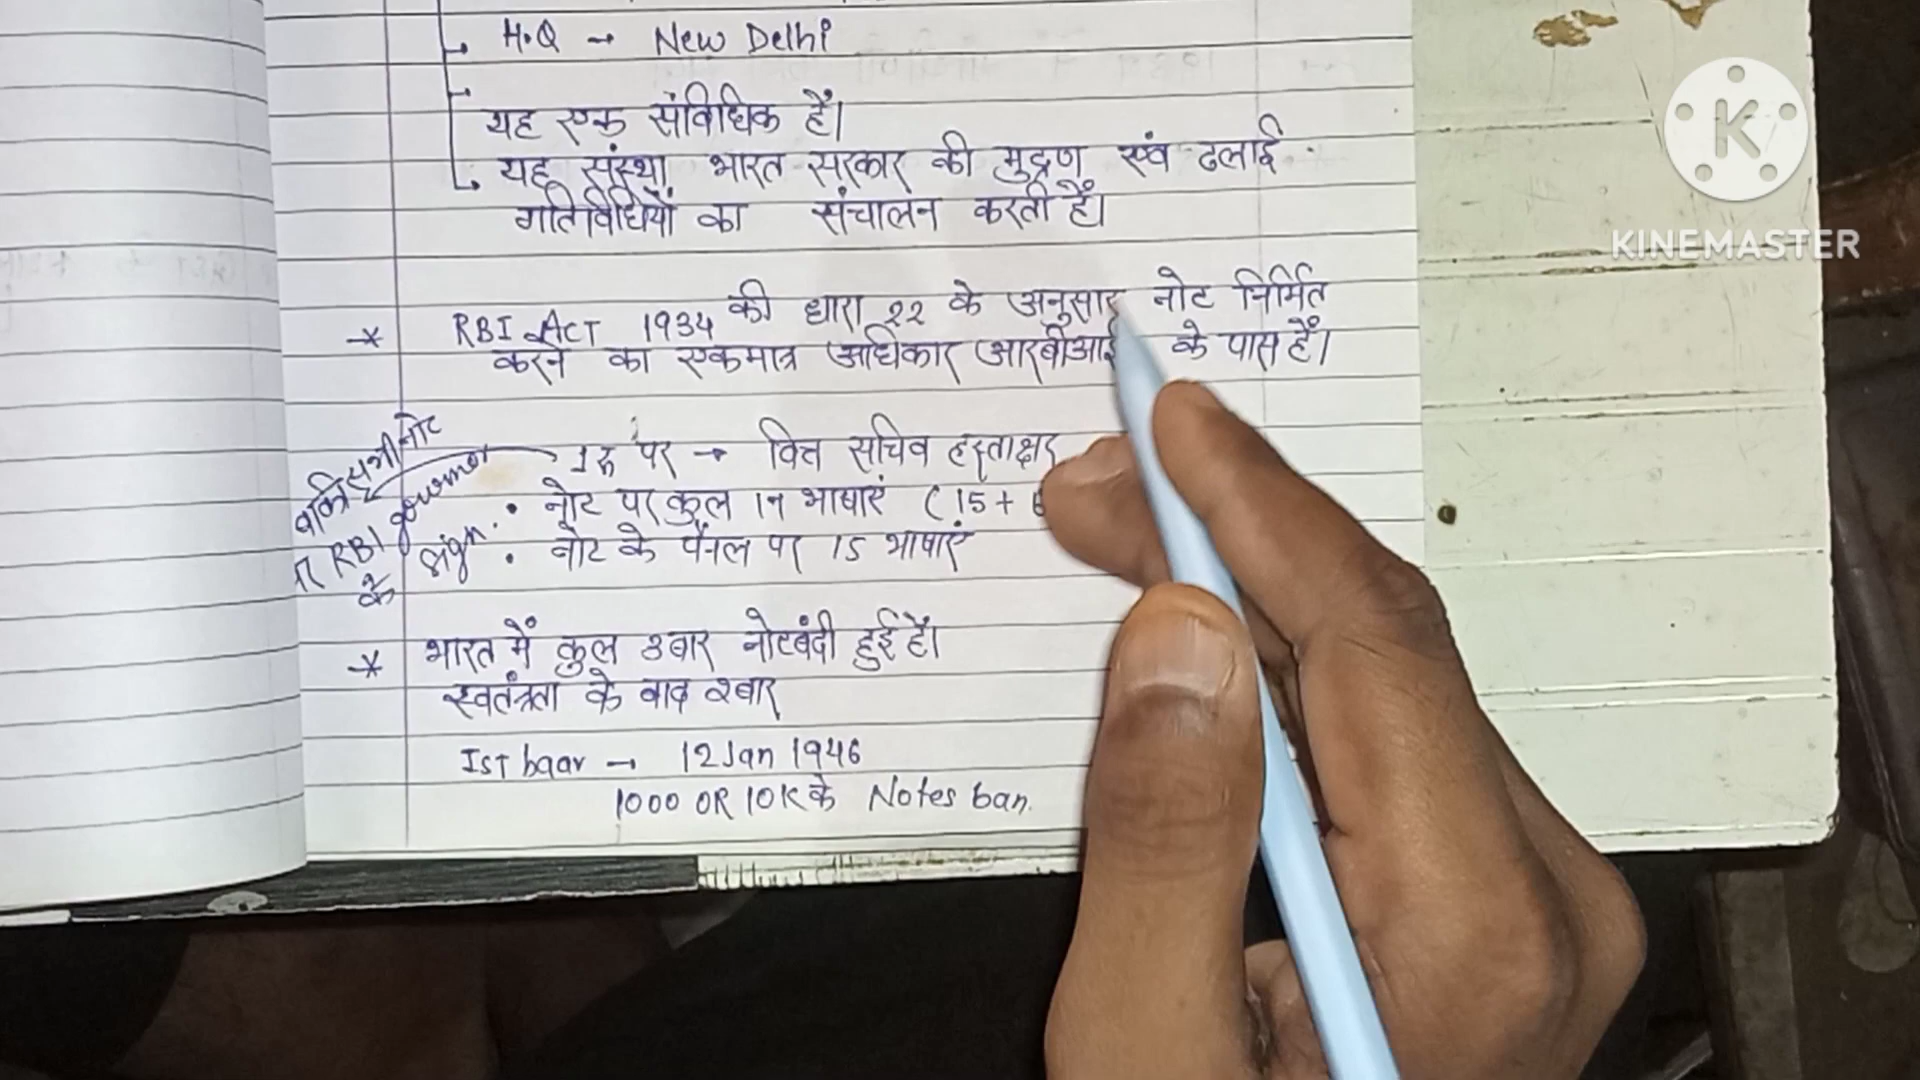 H.Q → New Delhi
यह एक संविधिक हैं।
यह संस्था भारत सरकार की मुद्रण एवं ढलाई
गतिविधियों का संचालन करती हैं।
* RBI ACT 1934 की धारा 22 के अनुसार नोट निर्मित
करने का एकमात्र अधिकार आरबीआई के पास हैं।
1रु पर → वित्त सचिव हस्ताक्षर
• नोट पर कुल 17 भाषाएं (15+
• नोट के पैनल पर 15 भाषाएं
बाकि सभी नोट
पर RBI governor
के sign.
* भारत में कुल 3बार नोटबंदी हुई हैं।
स्वतंत्रता के बाद 2बार
Ist baar → 12 Jan 1946
1000 OR 10K के Notes ban.
KINEMASTER